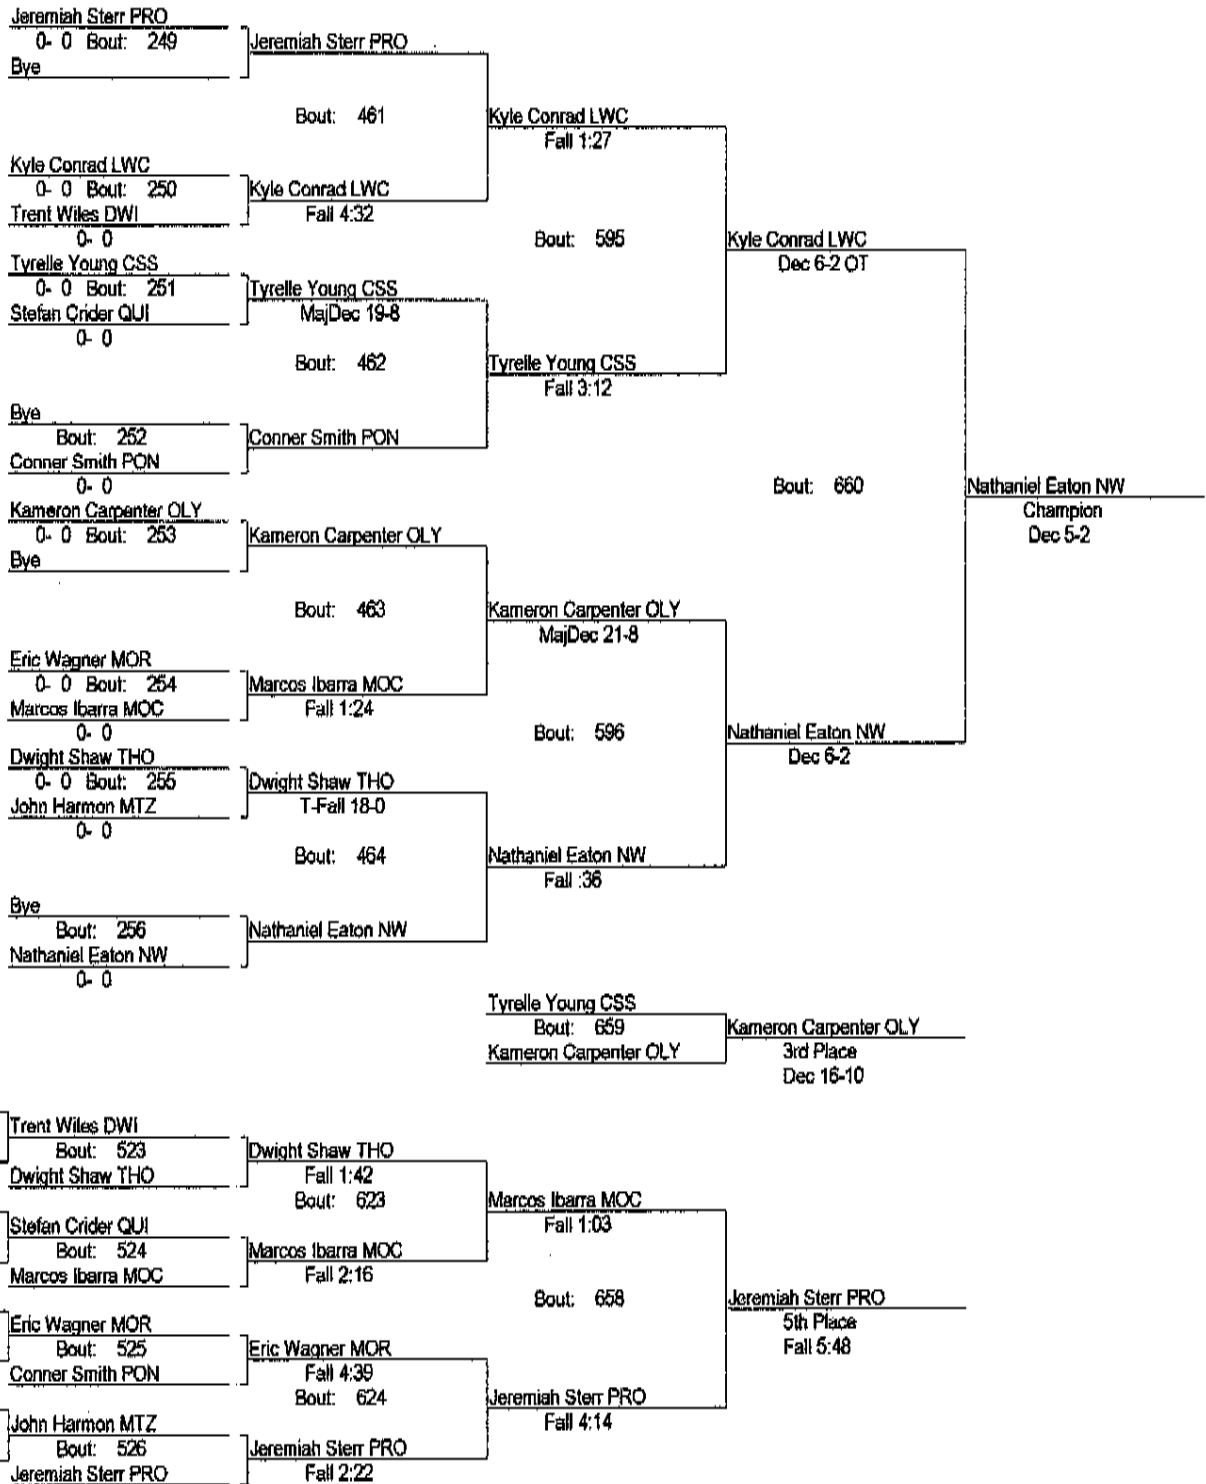 Jeremiah Sterr PRO
0- 0 Bout: 249
Jeremiah Sterr PRO
Bye
Bout: 461
Kyle Conrad LWC
Fall 1:27
Kyle Conrad LWC
0- 0 Bout: 250
Kyle Conrad LWC
Trent Wiles DWI
Fall 4:32
0- 0
Bout: 595
Kyle Conrad LWC
Dec 6-2 OT
Tyrelle Young CSS
0- 0 Bout: 251
Tyrelle Young CSS
Stefan Crider QUI
MajDec 19-8
0- 0
Bout: 462
Tyrelle Young CSS
Fall 3:12
Bye
Bout: 252
Conner Smith PON
Conner Smith PON
0- 0
Bout: 660
Nathaniel Eaton NW
Champion
Dec 5-2
Kameron Carpenter OLY
0- 0 Bout: 253
Kameron Carpenter OLY
Bye
Bout: 463
Kameron Carpenter OLY
MajDec 21-8
Eric Wagner MOR
0- 0 Bout: 254
Marcos Ibarra MOC
Marcos Ibarra MOC
Fall 1:24
0- 0
Bout: 596
Nathaniel Eaton NW
Dec 6-2
Dwight Shaw THO
0- 0 Bout: 255
Dwight Shaw THO
John Harmon MTZ
T-Fall 18-0
0- 0
Bout: 464
Nathaniel Eaton NW
Fall :36
Bye
Bout: 256
Nathaniel Eaton NW
Nathaniel Eaton NW
0- 0
Tyrelle Young CSS
Bout: 659
Kameron Carpenter OLY
Kameron Carpenter OLY
3rd Place
Dec 16-10
Trent Wiles DWI
Bout: 523
Dwight Shaw THO
Dwight Shaw THO
Fall 1:42
Bout: 623
Marcos Ibarra MOC
Fall 1:03
Stefan Crider QUI
Bout: 524
Marcos Ibarra MOC
Marcos Ibarra MOC
Fall 2:16
Bout: 658
Jeremiah Sterr PRO
5th Place
Fall 5:48
Eric Wagner MOR
Bout: 525
Eric Wagner MOR
Conner Smith PON
Fall 4:39
Bout: 624
Jeremiah Sterr PRO
Fall 4:14
John Harmon MTZ
Bout: 526
Jeremiah Sterr PRO
Jeremiah Sterr PRO
Fall 2:22